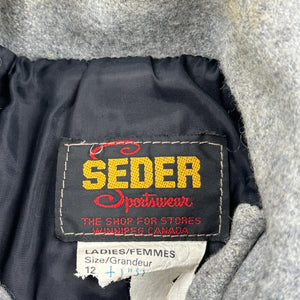 SEDER
Sportswear
THE SHOP FOR STORES
WINNIPEG CANADA
LADIES/FEMMES
Size/Grandeur
12